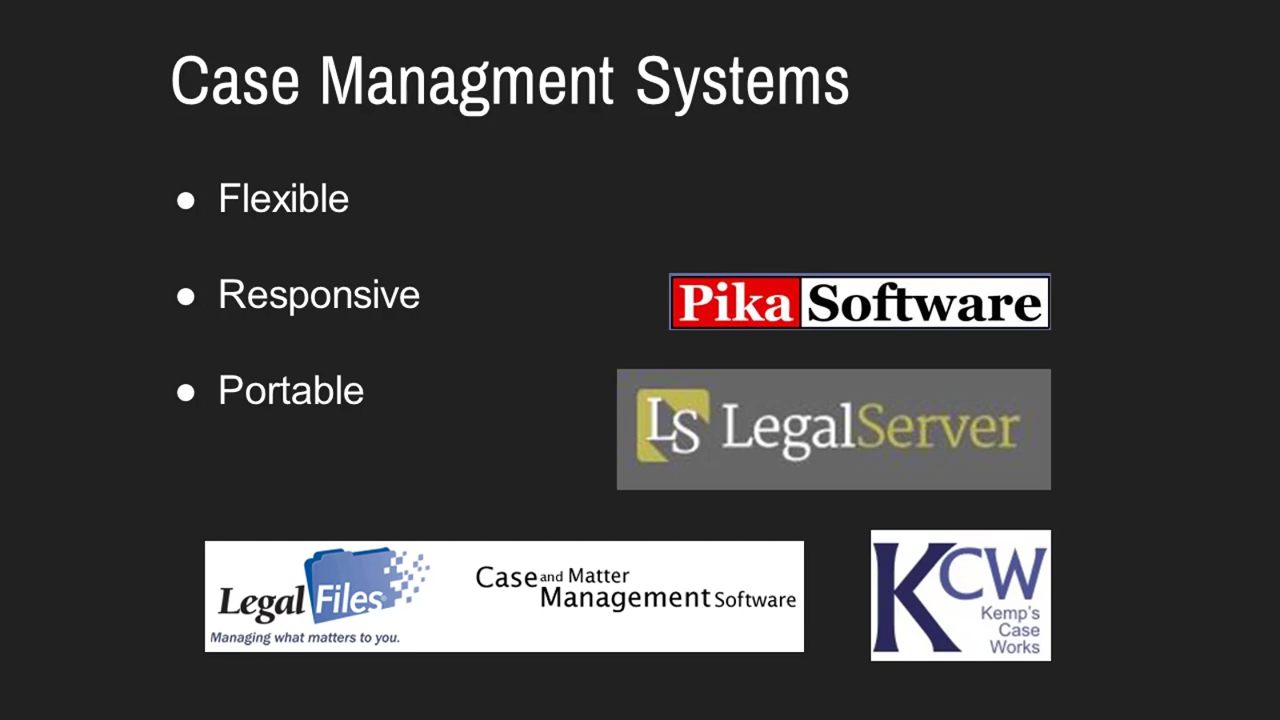 Case Managment Systems
● Flexible
● Responsive
● Portable
Pika Software
LS LegalServer
Legal Files®
Managing what matters to you.
Case and Matter
Management Software
KCW
Kemp's
Case
Works